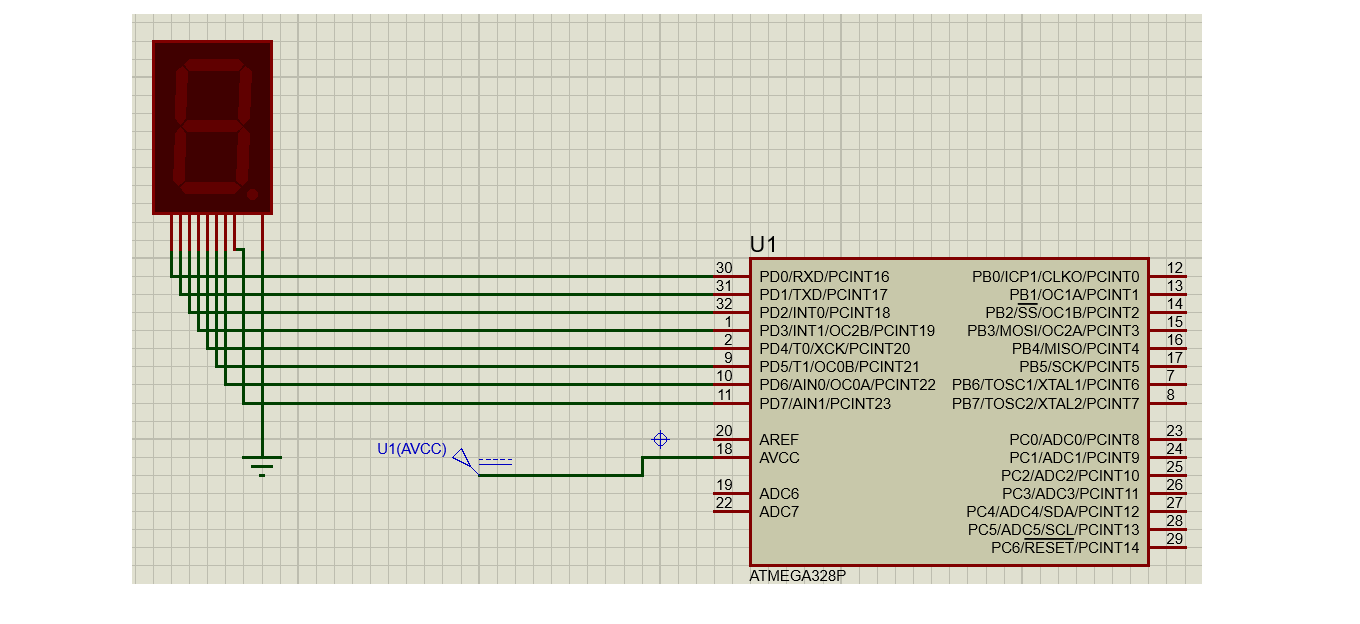 U1
30 PD0/RXD/PCINT16 PB0/ICP1/CLKO/PCINT0 12
31 PD1/TXD/PCINT17 PB1/OC1A/PCINT1 13
32 PD2/INT0/PCINT18 PB2/SS/OC1B/PCINT2 14
1 PD3/INT1/OC2B/PCINT19 PB3/MOSI/OC2A/PCINT3 15
2 PD4/T0/XCK/PCINT20 PB4/MISO/PCINT4 16
9 PD5/T1/OC0B/PCINT21 PB5/SCK/PCINT5 17
10 PD6/AIN0/OC0A/PCINT22 PB6/TOSC1/XTAL1/PCINT6 7
11 PD7/AIN1/PCINT23 PB7/TOSC2/XTAL2/PCINT7 8
20 AREF PC0/ADC0/PCINT8 23
U1(AVCC) 18 AVCC PC1/ADC1/PCINT9 24
PC2/ADC2/PCINT10 25
19 ADC6 PC3/ADC3/PCINT11 26
22 ADC7 PC4/ADC4/SDA/PCINT12 27
PC5/ADC5/SCL/PCINT13 28
PC6/RESET/PCINT14 29
ATMEGA328P